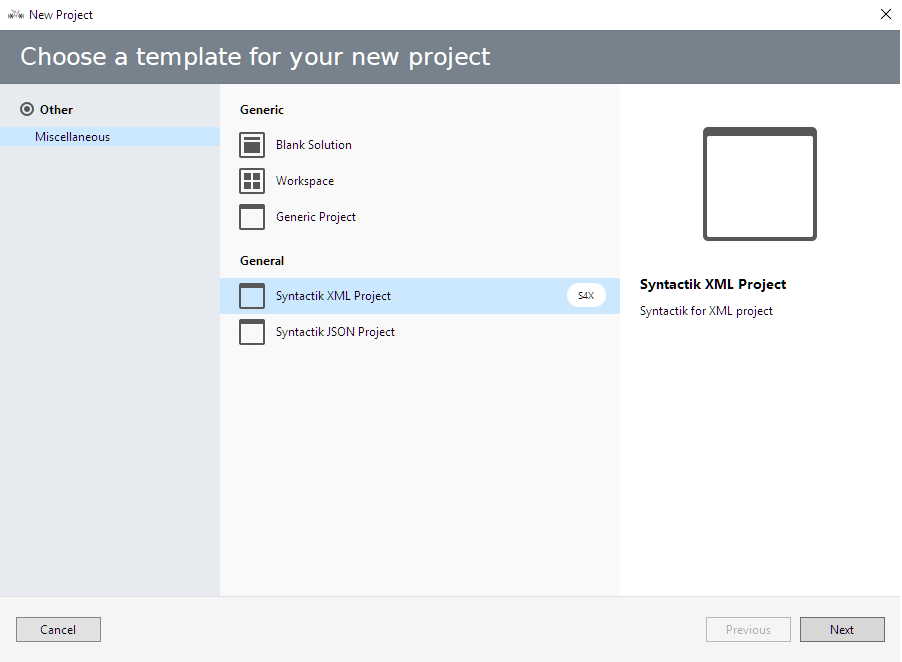 New Project
Choose a template for your new project
Other
Miscellaneous
Generic
Blank Solution
Workspace
Generic Project
General
Syntactik XML Project
S4X
Syntactik JSON Project
Syntactik XML Project
Syntactik for XML project
Cancel
Previous
Next